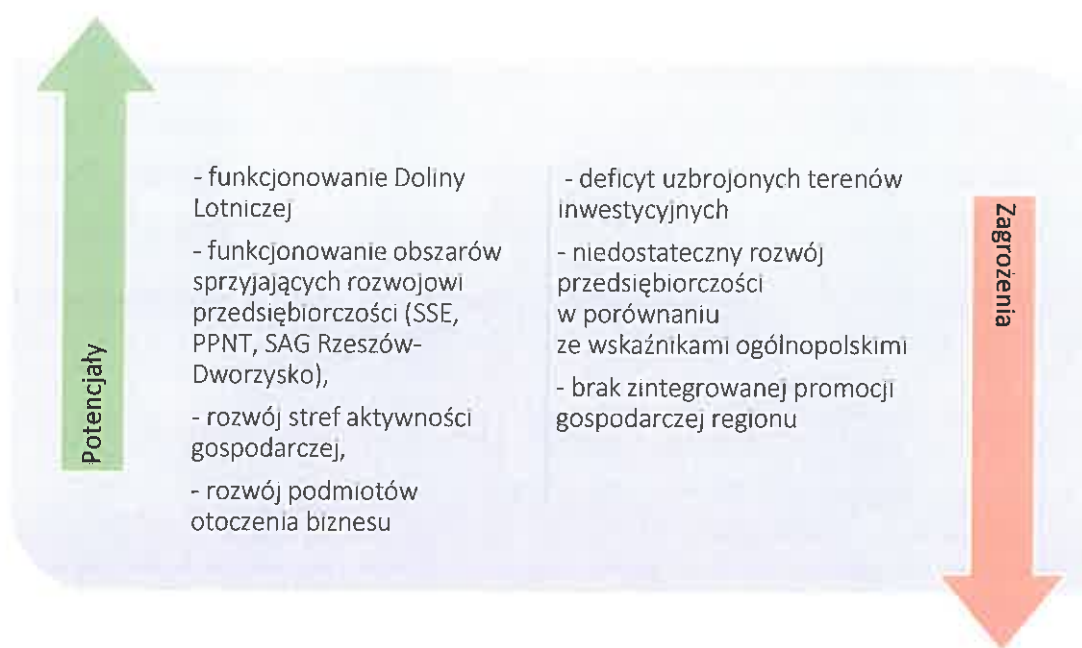 Potencjały
- funkcjonowanie Doliny
Lotniczej
- funkcjonowanie obszarów
sprzyjających rozwojowi
przedsiębiorczości (SSE,
PPNT, SAG Rzeszów-
Dworzysko),
- rozwój stref aktywności
gospodarczej,
- rozwój podmiotów
otoczenia biznesu
- deficyt uzbrojonych terenów
inwestycyjnych
- niedostateczny rozwój
przedsiębiorczości
w porównaniu
ze wskaźnikami ogólnopolskimi
- brak zintegrowanej promocji
gospodarczej regionu
Zagrożenia